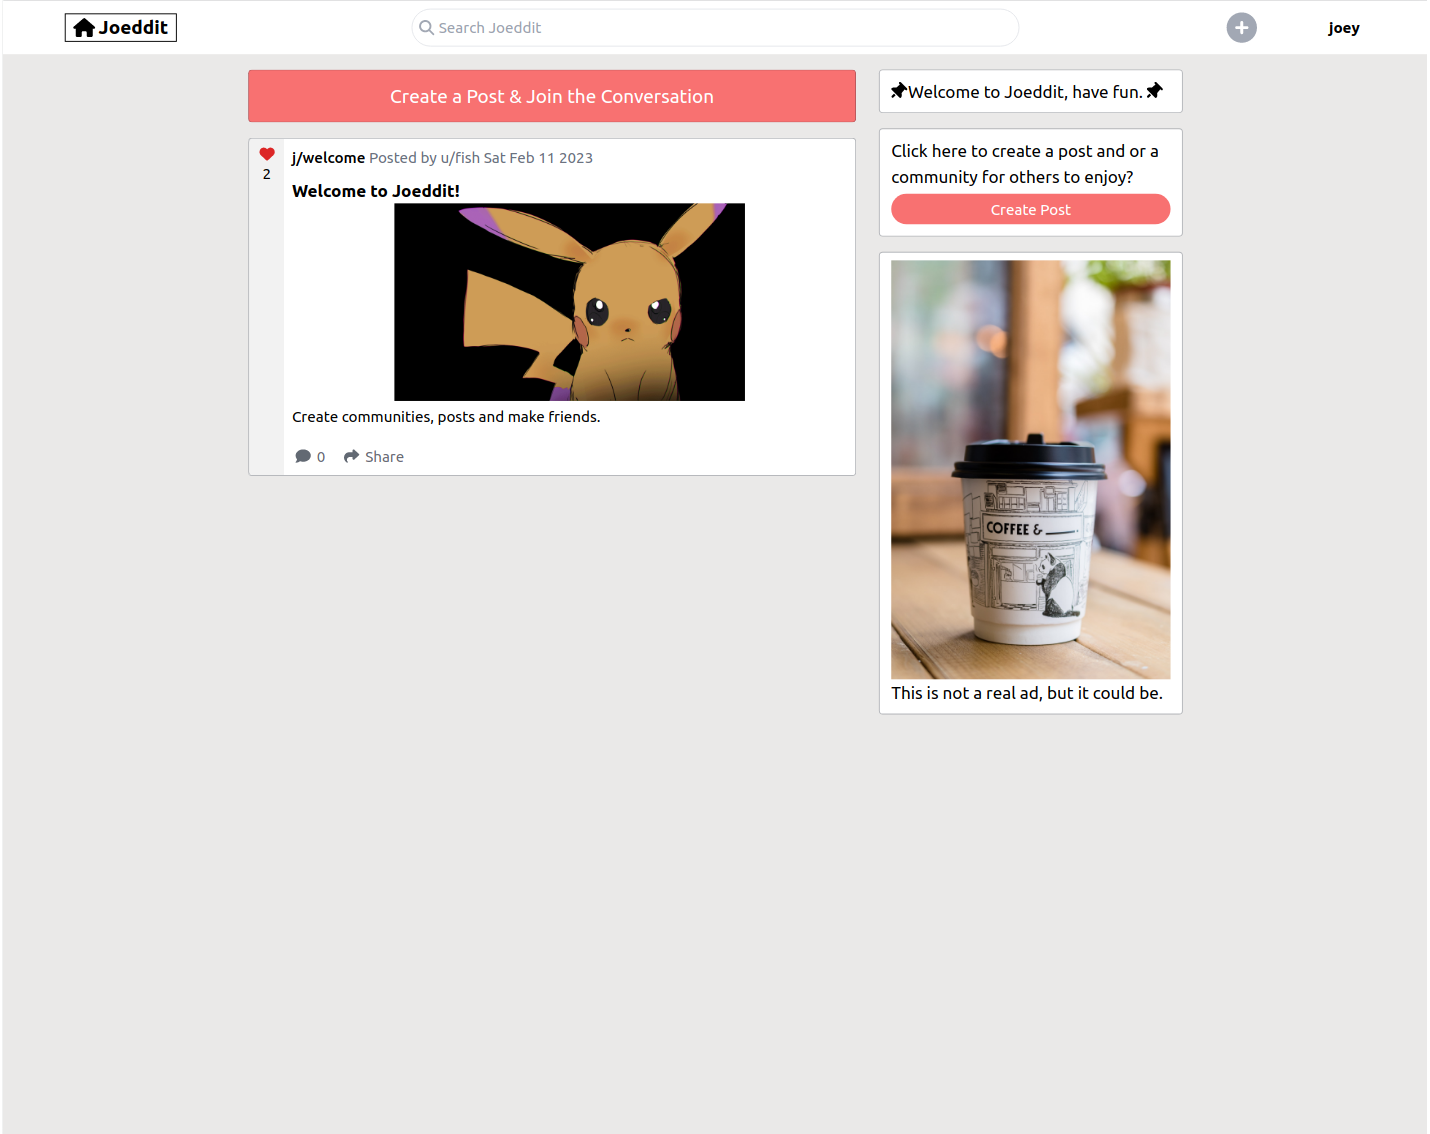 Joeddit
Search Joeddit
joey
Create a Post & Join the Conversation
j/welcome Posted by u/fish Sat Feb 11 2023
2
Welcome to Joeddit!
Create communities, posts and make friends.
0 Share
Welcome to Joeddit, have fun.
Click here to create a post and or a
community for others to enjoy?
Create Post
COFFEE & ____.
This is not a real ad, but it could be.